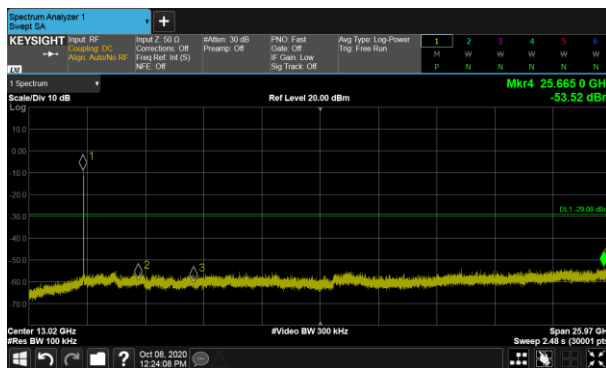 Spectrum Analyzer 1
Swept SA
KEYSIGHT
LXI
Input: RF
Coupling: DC
Align: Auto/No RF
Input Z: 50 Ω
Corrections: Off
Freq Ref: Int (S)
NFE: Off
#Atten: 30 dB
Preamp: Off
PNO: Fast
Gate: Off
IF Gain: Low
Sig Track: Off
Avg Type: Log-Power
Trig: Free Run
1 2 3 4 5 6
M W W W W W
P N N N N N
1 Spectrum
Mkr4 25.665 0 GH
Scale/Div 10 dB
Ref Level 20.00 dBm
-53.52 dBr
Log
10.0
0.00
-10.0
-20.0
-30.0
-40.0
-50.0
-60.0
-70.0
1
2
3
DL1 -29.08 dBr
Center 13.02 GHz
#Video BW 300 kHz
Span 25.97 GH
#Res BW 100 kHz
Sweep 2.48 s (30001 pts
?
Oct 08, 2020
12:24:08 PM